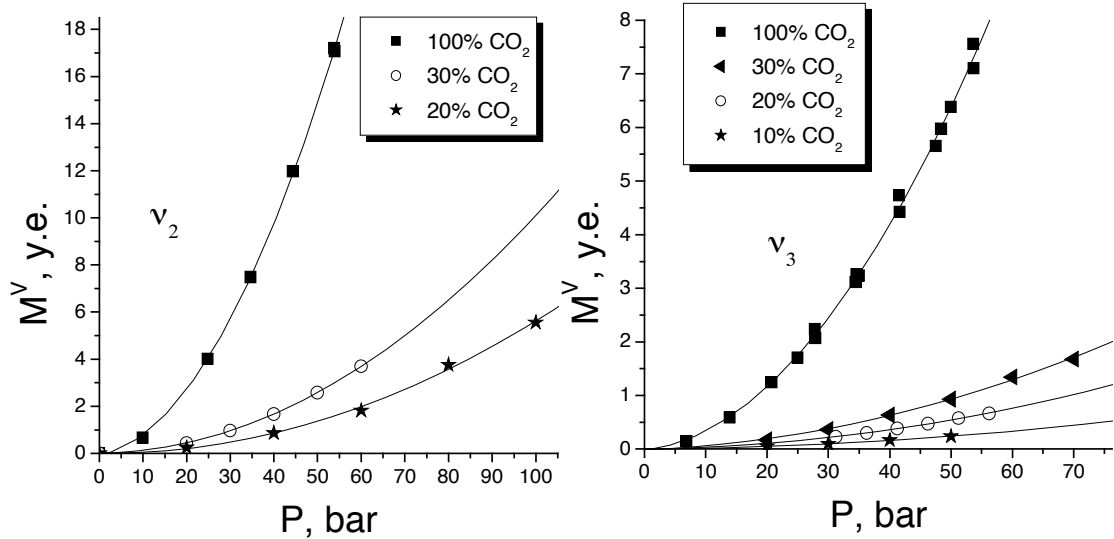 18
16
14
12
10
8
6
4
2
0
M^V, y.e.
100% CO₂
30% CO₂
20% CO₂
ν₂
0 10 20 30 40 50 60 70 80 90 100
P, bar
8
7
6
5
4
3
2
1
0
M^V, y.e.
100% CO₂
30% CO₂
20% CO₂
10% CO₂
ν₃
0 10 20 30 40 50 60 70
P, bar